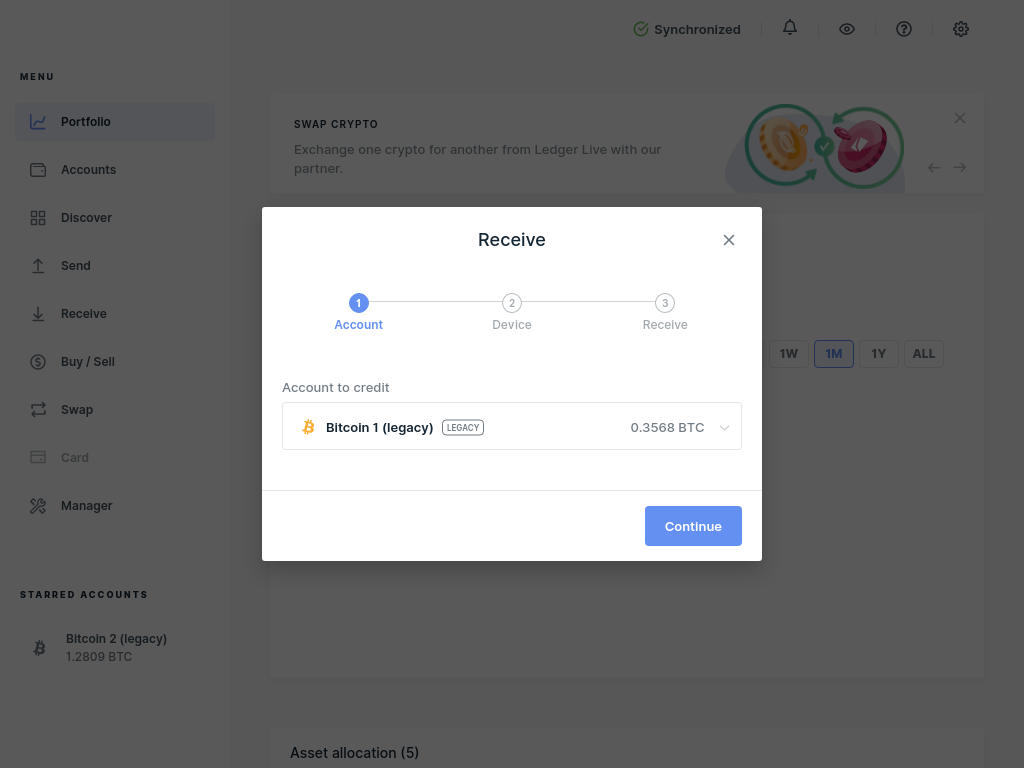 Synchronized
MENU
Portfolio
Accounts
Discover
Send
Receive
Buy / Sell
Swap
Card
Manager
STARRED ACCOUNTS
Bitcoin 2 (legacy)
1.2809 BTC
SWAP CRYPTO
Exchange one crypto for another from Ledger Live with our
partner.
1W 1M 1Y ALL
Receive
1 2 3
Account Device Receive
Account to credit
Bitcoin 1 (legacy) LEGACY 0.3568 BTC
Continue
Asset allocation (5)